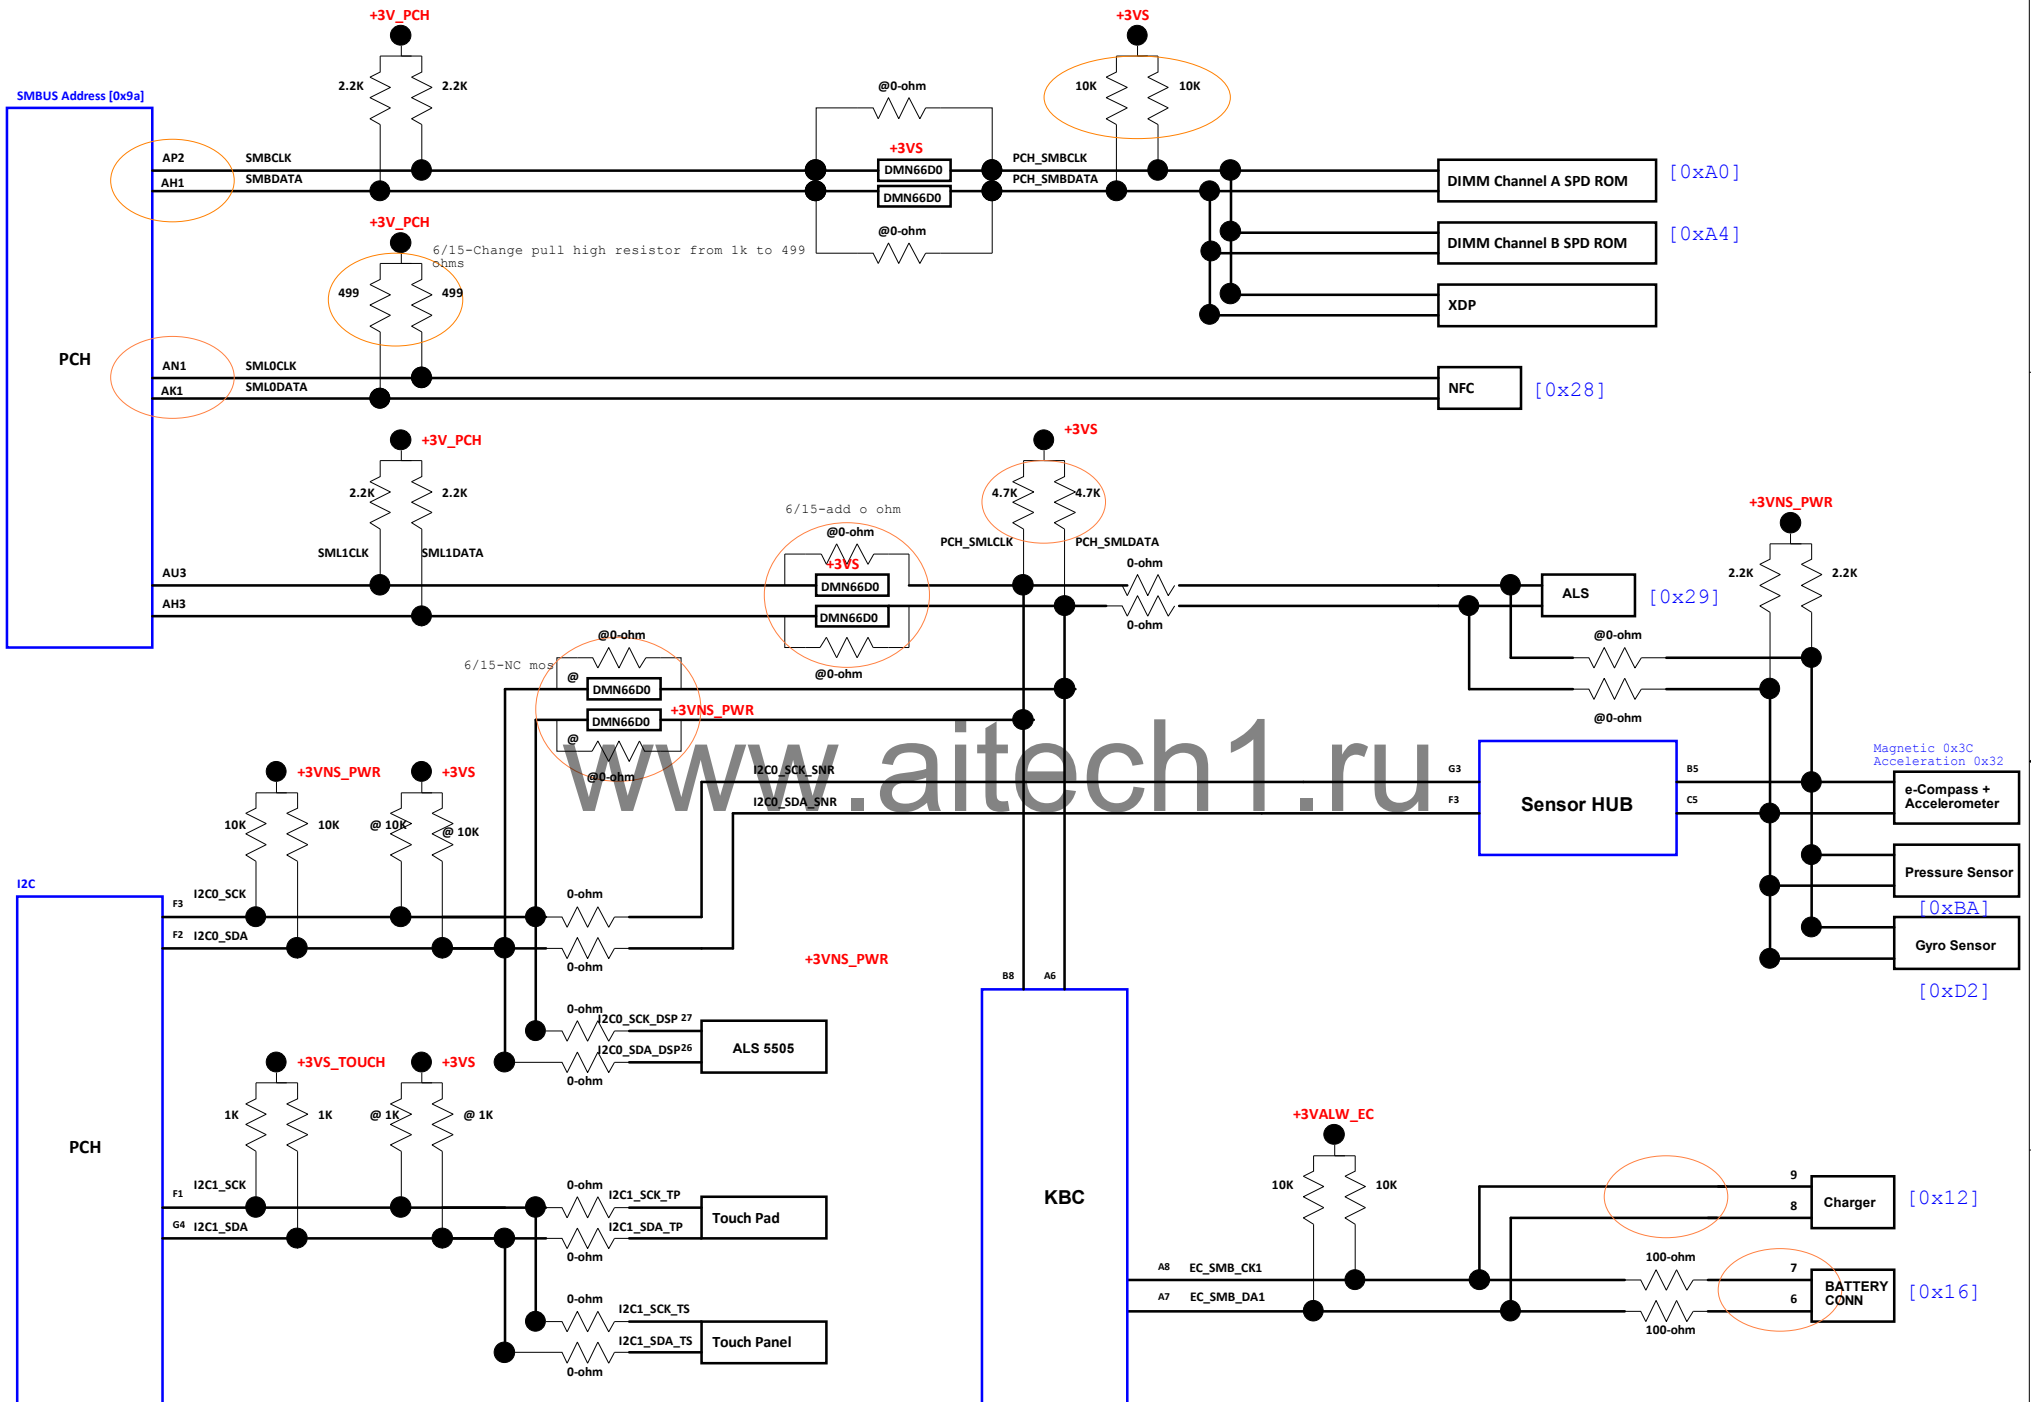 +3V_PCH
+3VS
2.2K
2.2K
@0-ohm
10K
10K
SMBUS Address [0x9a]
+3VS
AP2
SMBCLK
DMN66D0
PCH_SMBCLK
AH1
SMBDATA
DMN66D0
PCH_SMBDATA
DIMM Channel A SPD ROM
[0xA0]
+3V_PCH
6/15-Change pull high resistor from 1k to 499
ohms
@0-ohm
DIMM Channel B SPD ROM
[0xA4]
499
499
XDP
PCH
AN1
SML0CLK
AK1
SML0DATA
NFC
[0x28]
+3V_PCH
+3VS
2.2K
2.2K
4.7K
4.7K
6/15-add o ohm
+3VNS_PWR
@0-ohm
SML1CLK
SML1DATA
PCH_SMLCLK
PCH_SMLDATA
+3VS
0-ohm
AU3
DMN66D0
2.2K
2.2K
ALS
[0x29]
AH3
DMN66D0
0-ohm
@0-ohm
@0-ohm
6/15-NC mos
@0-ohm
@
DMN66D0
+3VNS_PWR
DMN66D0
@
@0-ohm
@0-ohm
www.aitech1.ru
+3VNS_PWR
+3VS
I2C0_SCK_SNR
G3
I2C0_SDA_SNR
F3
Sensor HUB
B5
C5
Magnetic 0x3C
Acceleration 0x32
e-Compass +
Accelerometer
10K
10K
@ 10K
@ 10K
Pressure Sensor
[0xBA]
I2C
F3
I2C0_SCK
0-ohm
F2
I2C0_SDA
0-ohm
+3VNS_PWR
Gyro Sensor
[0xD2]
B8
A6
0-ohm
I2C0_SCK_DSP
27
I2C0_SDA_DSP
26
0-ohm
ALS 5505
+3VS_TOUCH
+3VS
1K
1K
@ 1K
@ 1K
PCH
+3VALW_EC
F1
I2C1_SCK
0-ohm
I2C1_SCK_TP
G4
I2C1_SDA
I2C1_SDA_TP
0-ohm
Touch Pad
KBC
10K
10K
9
8
Charger
[0x12]
A8
EC_SMB_CK1
100-ohm
7
A7
EC_SMB_DA1
6
100-ohm
BATTERY
CONN
[0x16]
0-ohm
I2C1_SCK_TS
I2C1_SDA_TS
0-ohm
Touch Panel